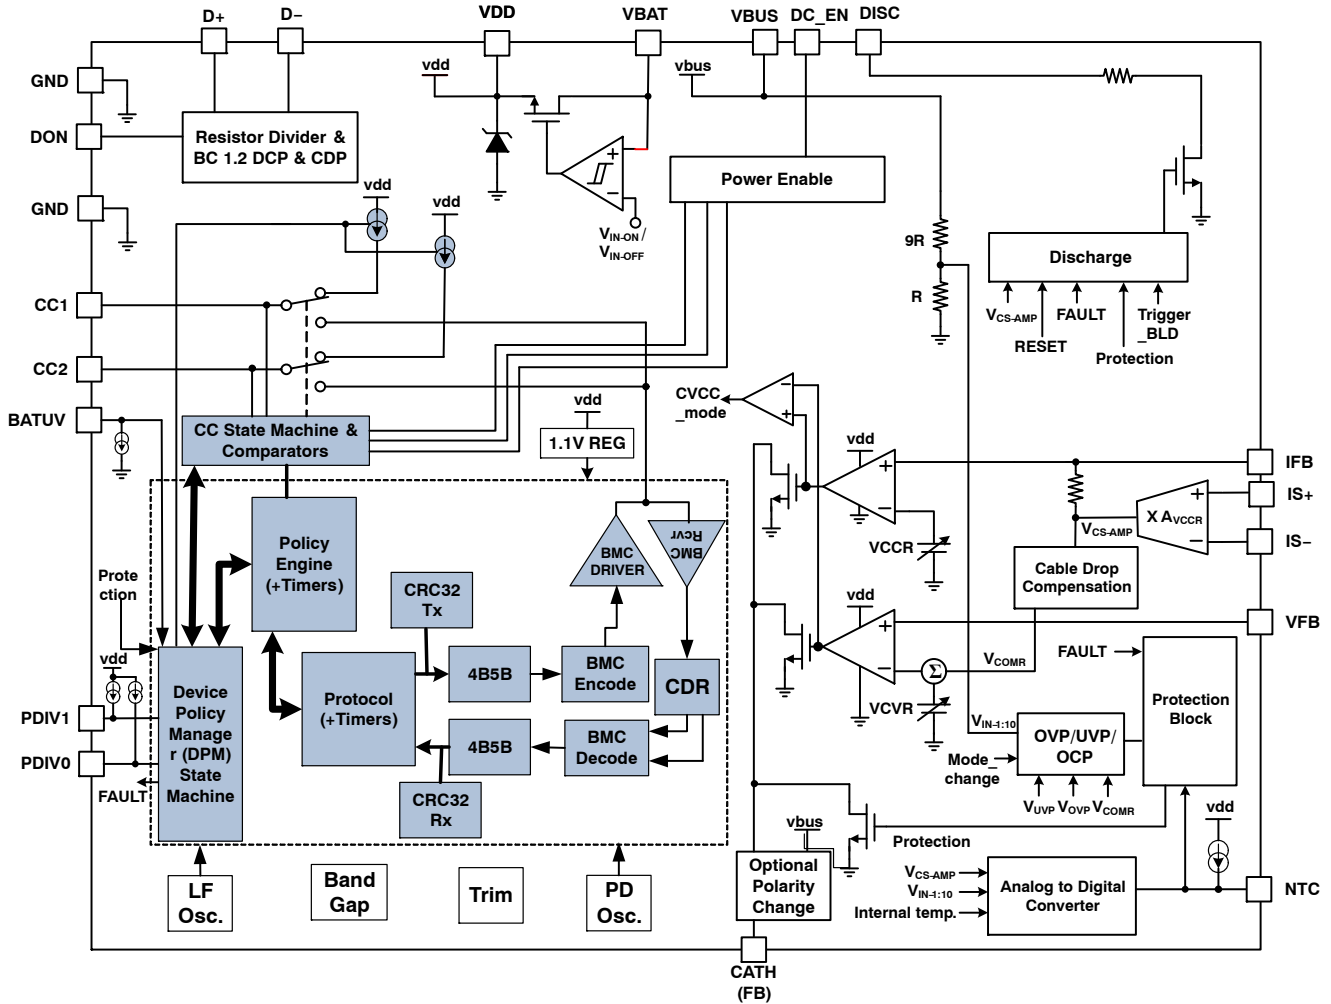 D+
D−
VDD
VBAT
VBUS
DC_EN
DISC
GND
DON
GND
CC1
CC2
BATUV
PDIV1
PDIV0
Resistor Divider &
BC 1.2 DCP & CDP
vdd
vbus
+
−
VIN-ON /
VIN-OFF
Power Enable
vdd
vdd
9R
R
Discharge
VCS-AMP
RESET
FAULT
Protection
Trigger
_BLD
CC State Machine &
Comparators
vdd
1.1V REG
CVCC
_mode
−
+
vdd
+
−
VCCR
VCS-AMP
X AVCCR
+
−
IFB
IS+
IS−
VFB
Cable Drop
Compensation
vdd
+
−
Σ
VCOMR
VCVR
Policy
Engine
(+Timers)
BMC
DRIVER
BMC
Rcvr
CRC32
Tx
Protocol
(+Timers)
4B5B
BMC
Encode
CDR
4B5B
BMC
Decode
CRC32
Rx
Prote
ction
vdd
FAULT
Device
Policy
Manage
r (DPM)
State
Machine
FAULT
Protection
Block
VIN-1:10
OVP/UVP/
OCP
Mode_
change
VUVP
VOVP
VCOMR
vbus
Protection
vdd
Optional
Polarity
Change
VCS-AMP
VIN-1:10
Internal temp.
Analog to Digital
Converter
NTC
LF
Osc.
Band
Gap
Trim
PD
Osc.
CATH
(FB)